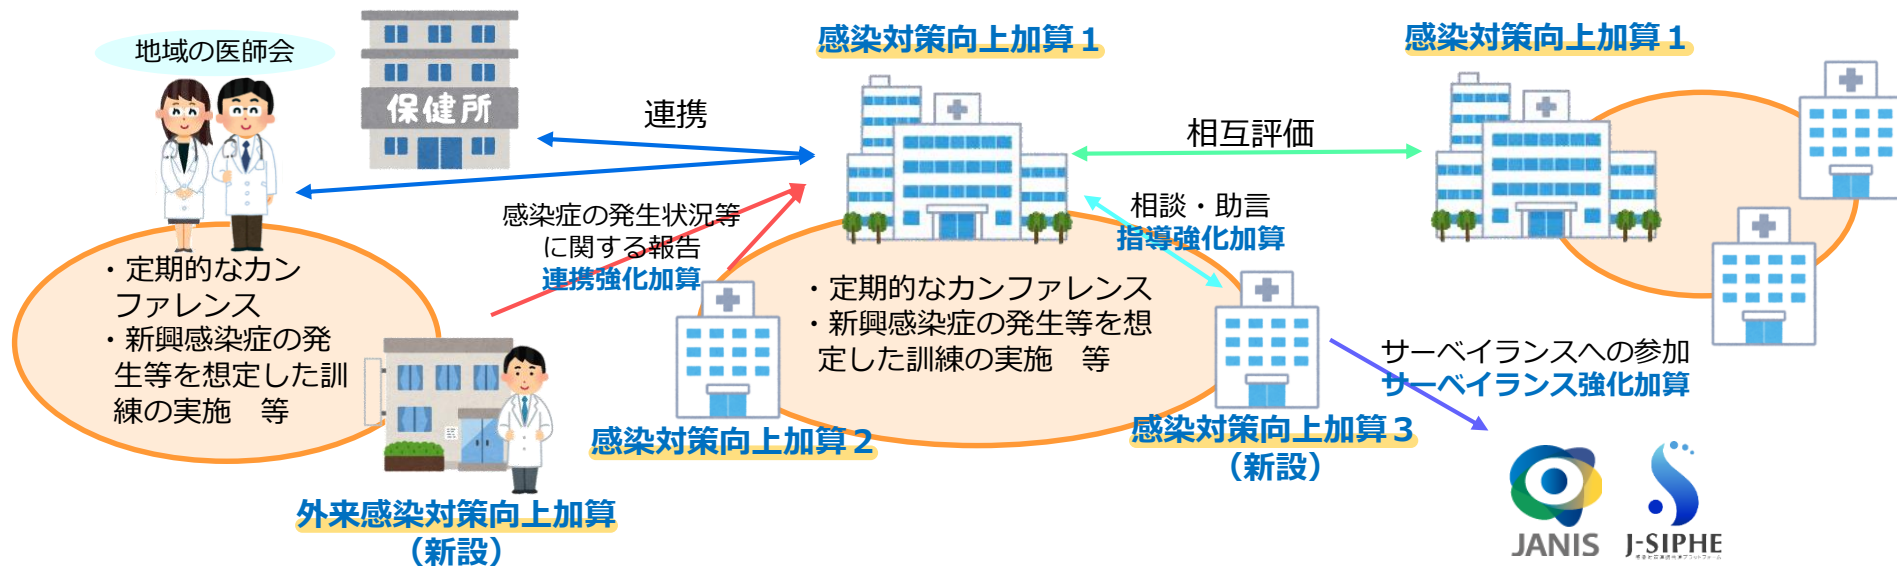 地域の医師会
保健所
連携
感染対策向上加算１
相互評価
感染対策向上加算１
感染症の発生状況等
に関する報告
連携強化加算
相談・助言
指導強化加算
・定期的なカン
ファレンス
・新興感染症の発
生等を想定した訓
練の実施　等
・定期的なカンファレンス
・新興感染症の発生等を想
定した訓練の実施　等
サーベイランスへの参加
サーベイランス強化加算
感染対策向上加算２
感染対策向上加算３
（新設）
外来感染対策向上加算
（新設）
JANIS
J-SIPHE